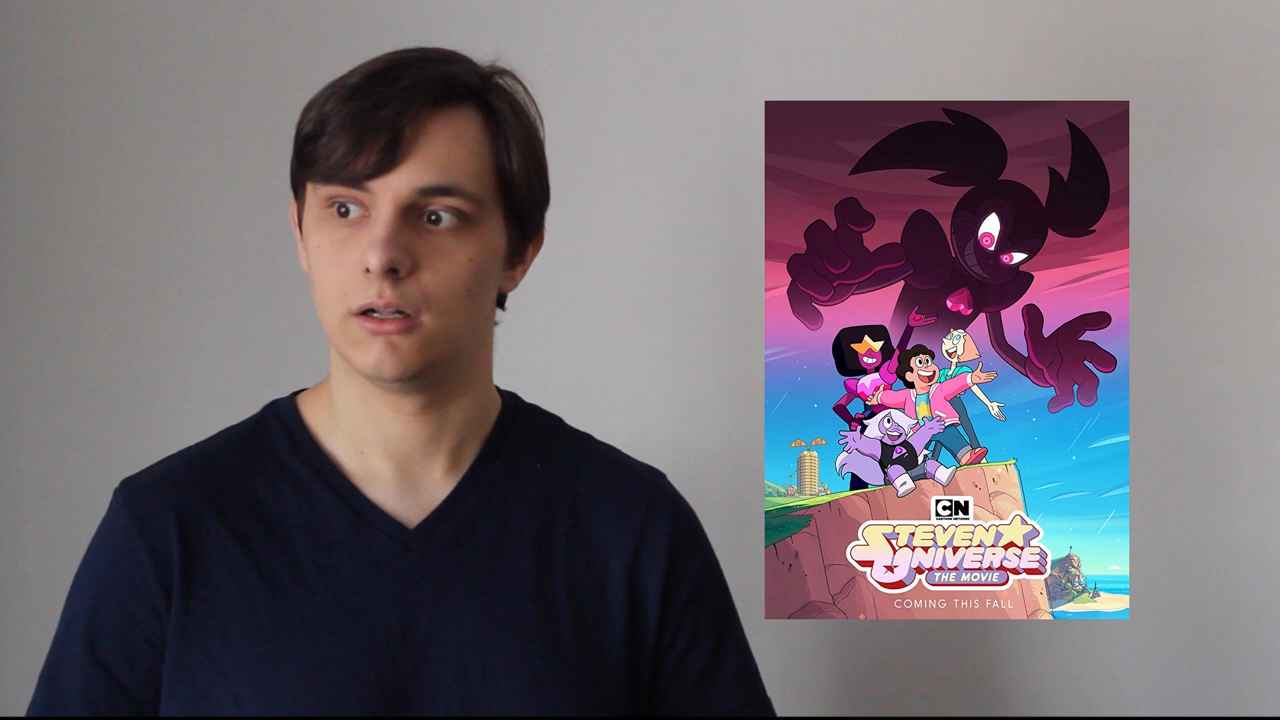 CN
CARTOON NETWORK
STEVEN
UNIVERSE
THE MOVIE
COMING THIS FALL